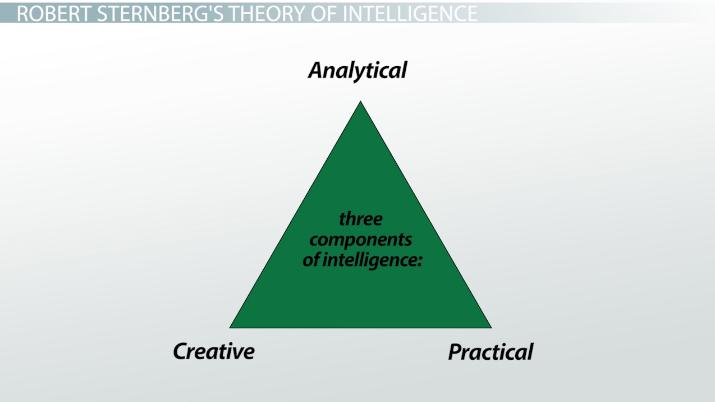 ROBERT STERNBERG'S THEORY OF INTELLIGENCE
Analytical
three
components
of intelligence:
Creative
Practical